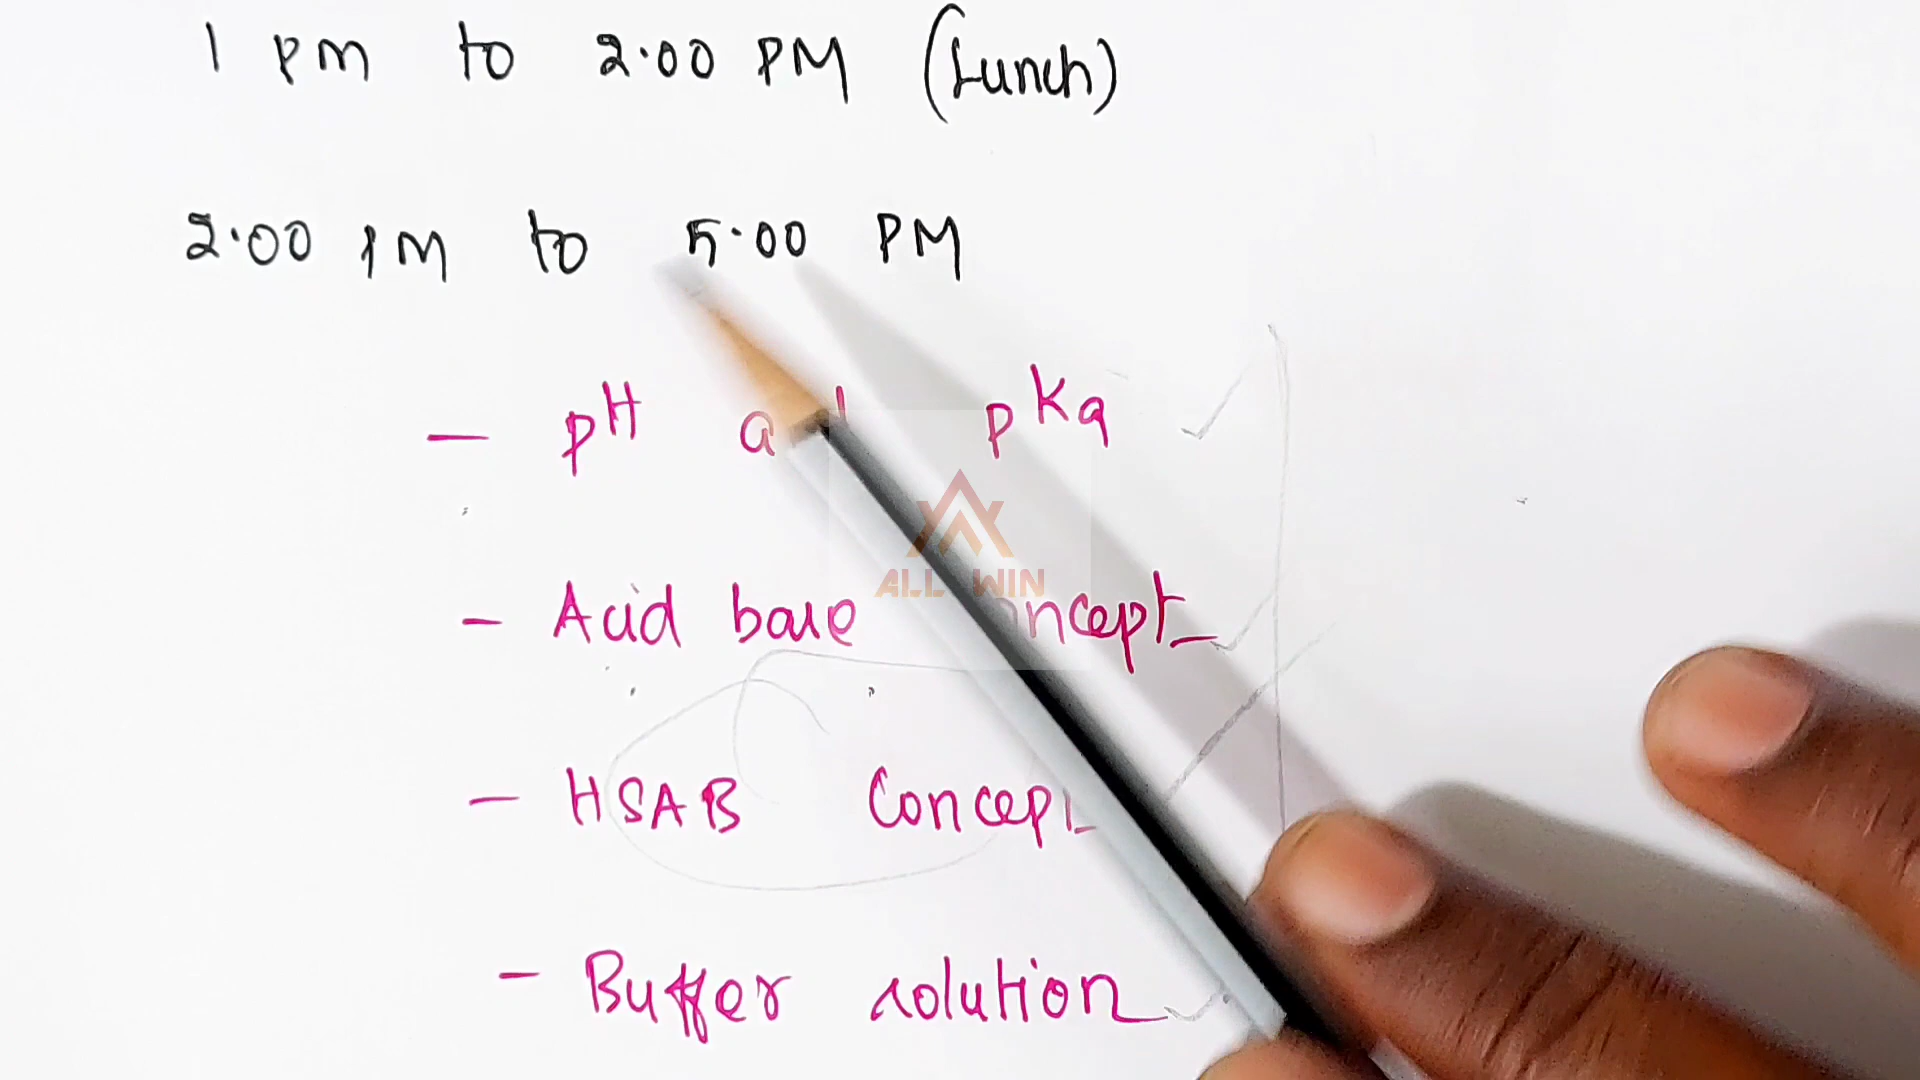 1 PM to 2.00 PM (Lunch)
2.00 PM to 5.00 PM
- pH a pKa
- Acid base oncept
- HSAB Concept
- Buffer solution
ALL WIN